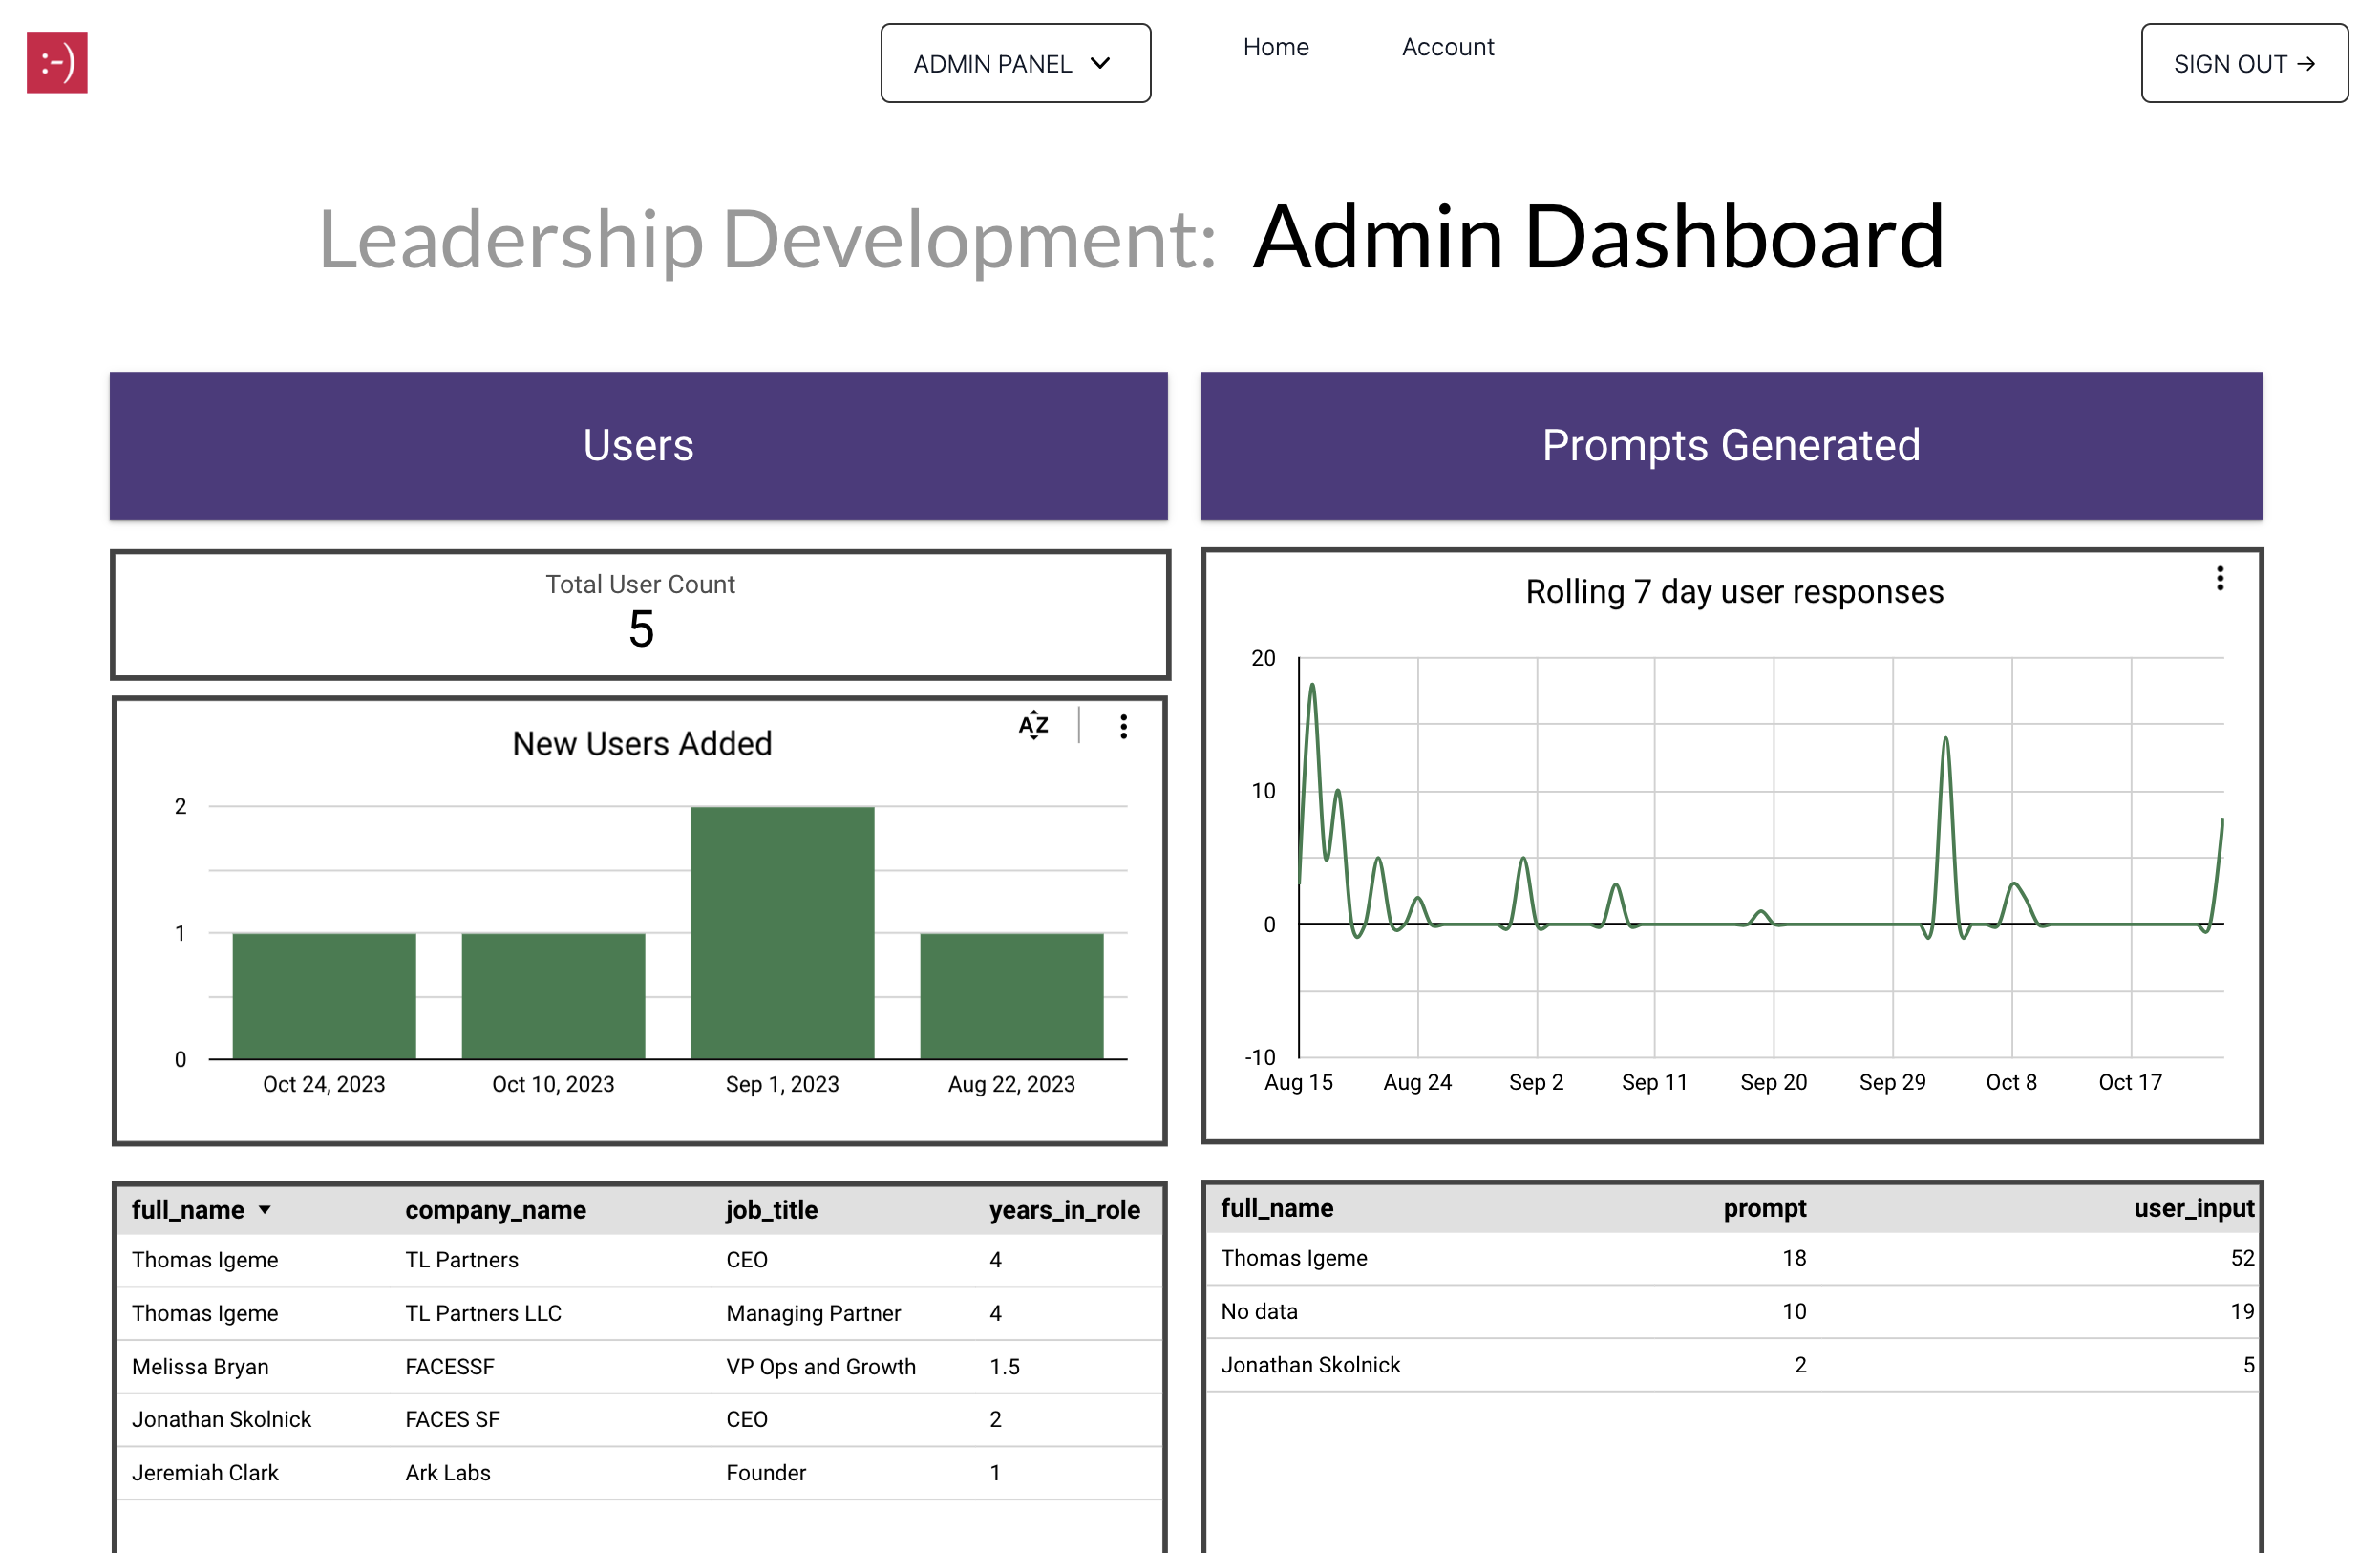 :-)
ADMIN PANEL
Home
Account
SIGN OUT →
Leadership Development: Admin Dashboard
Users
Total User Count
5
New Users Added
AZ
2
1
0
Oct 24, 2023 Oct 10, 2023 Sep 1, 2023 Aug 22, 2023
full_name company_name job_title years_in_role
Thomas Igeme TL Partners CEO 4
Thomas Igeme TL Partners LLC Managing Partner 4
Melissa Bryan FACESSF VP Ops and Growth 1.5
Jonathan Skolnick FACES SF CEO 2
Jeremiah Clark Ark Labs Founder 1
Prompts Generated
Rolling 7 day user responses
20
10
0
-10
Aug 15 Aug 24 Sep 2 Sep 11 Sep 20 Sep 29 Oct 8 Oct 17
full_name prompt user_input
Thomas Igeme 18 52
No data 10 19
Jonathan Skolnick 2 5